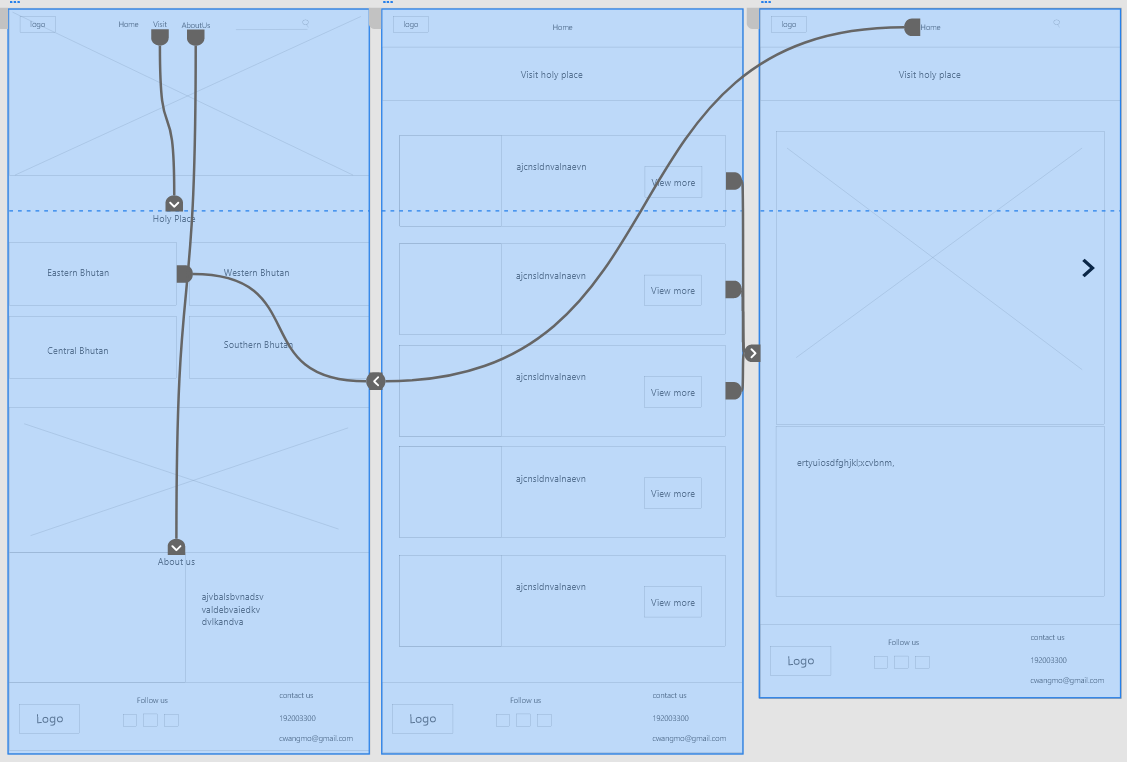 logo
Home
Visit
AboutUs
Holy Place
Eastern Bhutan
Western Bhutan
Central Bhutan
Southern Bhutan
About us
ajvbalsbvnadsv
valdebvaiedkv
dvlkandva
Logo
Follow us
contact us
192003300
cwangmo@gmail.com
logo
Home
Visit holy place
ajcnsldnvalnaevn
View more
ajcnsldnvalnaevn
View more
ajcnsldnvalnaevn
View more
ajcnsldnvalnaevn
View more
ajcnsldnvalnaevn
View more
Logo
Follow us
contact us
192003300
cwangmo@gmail.com
logo
Home
Visit holy place
ertyuiosdfghjkl;xcvbnm,
Logo
Follow us
contact us
192003300
cwangmo@gmail.com